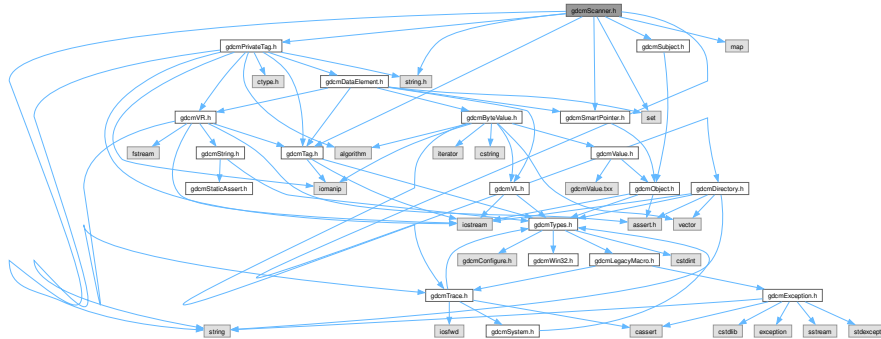 gdcmScanner.h
gdcmPrivateTag.h
gdcmSubject.h
map
ctype.h
gdcmDataElement.h
string.h
gdcmVR.h
gdcmByteValue.h
gdcmSmartPointer.h
set
fstream
gdcmString.h
gdcmTag.h
algorithm
iterator
cstring
gdcmValue.h
gdcmStaticAssert.h
iomanip
gdcmVL.h
gdcmValue.txx
gdcmObject.h
gdcmDirectory.h
iostream
gdcmTypes.h
assert.h
vector
gdcmConfigure.h
gdcmWin32.h
gdcmLegacyMacro.h
cstdint
gdcmTrace.h
gdcmException.h
string
iosfwd
gdcmSystem.h
cassert
cstdlib
exception
sstream
stdexcept